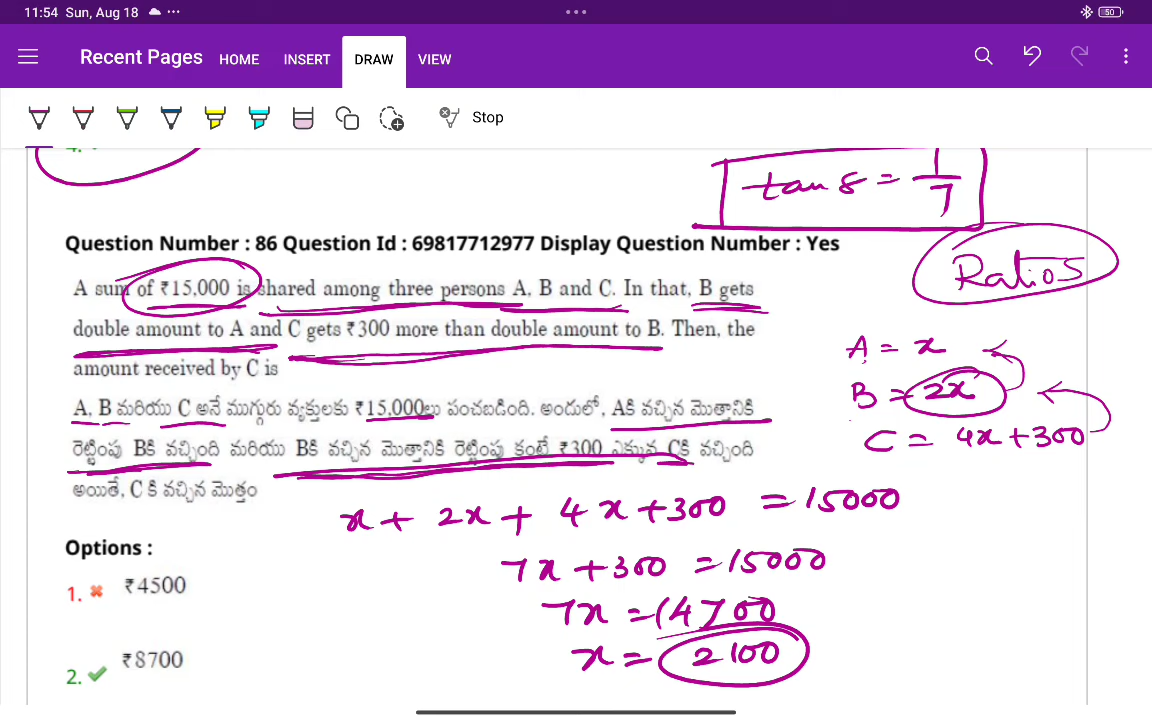 11:54 Sun, Aug 18 ...
50
Recent Pages HOME INSERT DRAW VIEW
Stop
4.
tan 8 = 1/7
Question Number : 86 Question Id : 69817712977 Display Question Number : Yes
Ratios
A sum of ₹15,000 is shared among three persons A, B and C. In that, B gets
double amount to A and C gets ₹300 more than double amount to B. Then, the
amount received by C is
A = x
B = 2x
C = 4x+300
A, B మరియు C అనే ముగ్గురు వ్యక్తులకు ₹15,000లు పంచబడింది. అందులో, Aకి వచ్చిన మొత్తానికి
రెట్టింపు Bకి వచ్చింది మరియు Bకి వచ్చిన మొత్తానికి రెట్టింపు కంటే ₹300 ఎక్కువ Cకి వచ్చింది
అయితే, C కి వచ్చిన మొత్తం
x + 2x + 4x +300 = 15000
7x +300 = 15000
7x = 14700
x = 2100
Options :
1. ₹4500
2. ₹8700